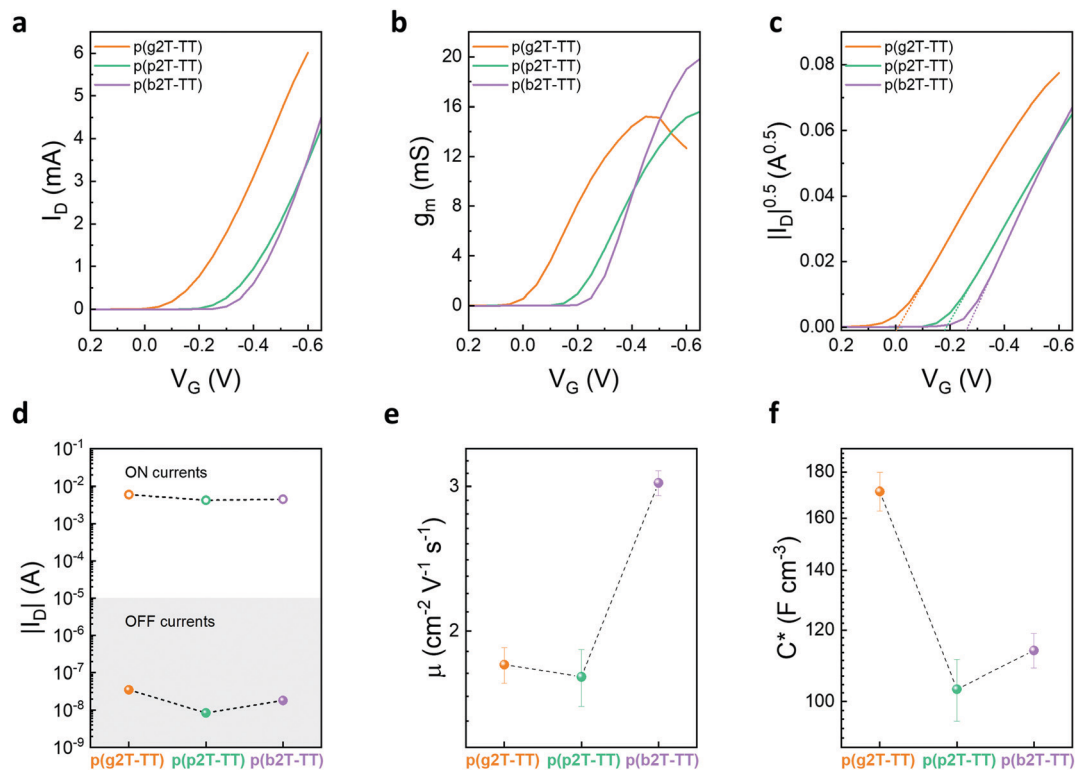 a
p(g2T-TT)
p(p2T-TT)
p(b2T-TT)
I_D (mA)
6
5
4
3
2
1
0
0.2 0.0 -0.2 -0.4 -0.6
V_G (V)
b
p(g2T-TT)
p(p2T-TT)
p(b2T-TT)
g_m (mS)
20
16
12
8
4
0
0.2 0.0 -0.2 -0.4 -0.6
V_G (V)
c
p(g2T-TT)
p(p2T-TT)
p(b2T-TT)
|I_D|^0.5 (A^0.5)
0.08
0.06
0.04
0.02
0.00
0.2 0.0 -0.2 -0.4 -0.6
V_G (V)
d
ON currents
OFF currents
|I_D| (A)
10^-1
10^-2
10^-3
10^-4
10^-5
10^-6
10^-7
10^-8
10^-9
p(g2T-TT) p(p2T-TT) p(b2T-TT)
e
μ (cm^-2 V^-1 s^-1)
3
2
p(g2T-TT) p(p2T-TT) p(b2T-TT)
f
C* (F cm^-3)
180
160
140
120
100
p(g2T-TT) p(p2T-TT) p(b2T-TT)